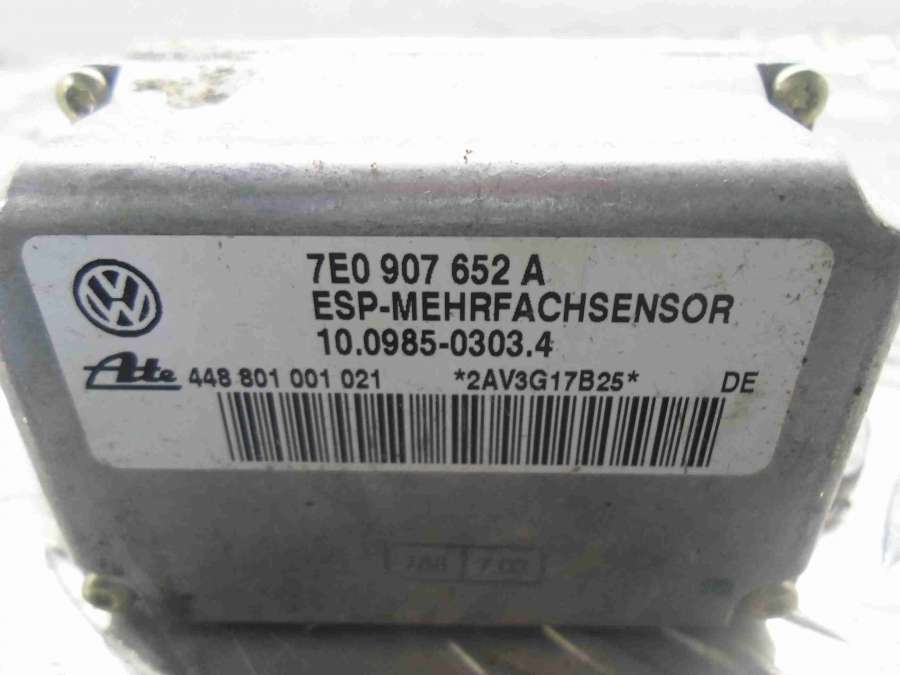 7E0 907 652 A
ESP-MEHRFACHSENSOR
10.0985-0303.4
Ate 448 801 001 021 *2AV3G17B25* DE